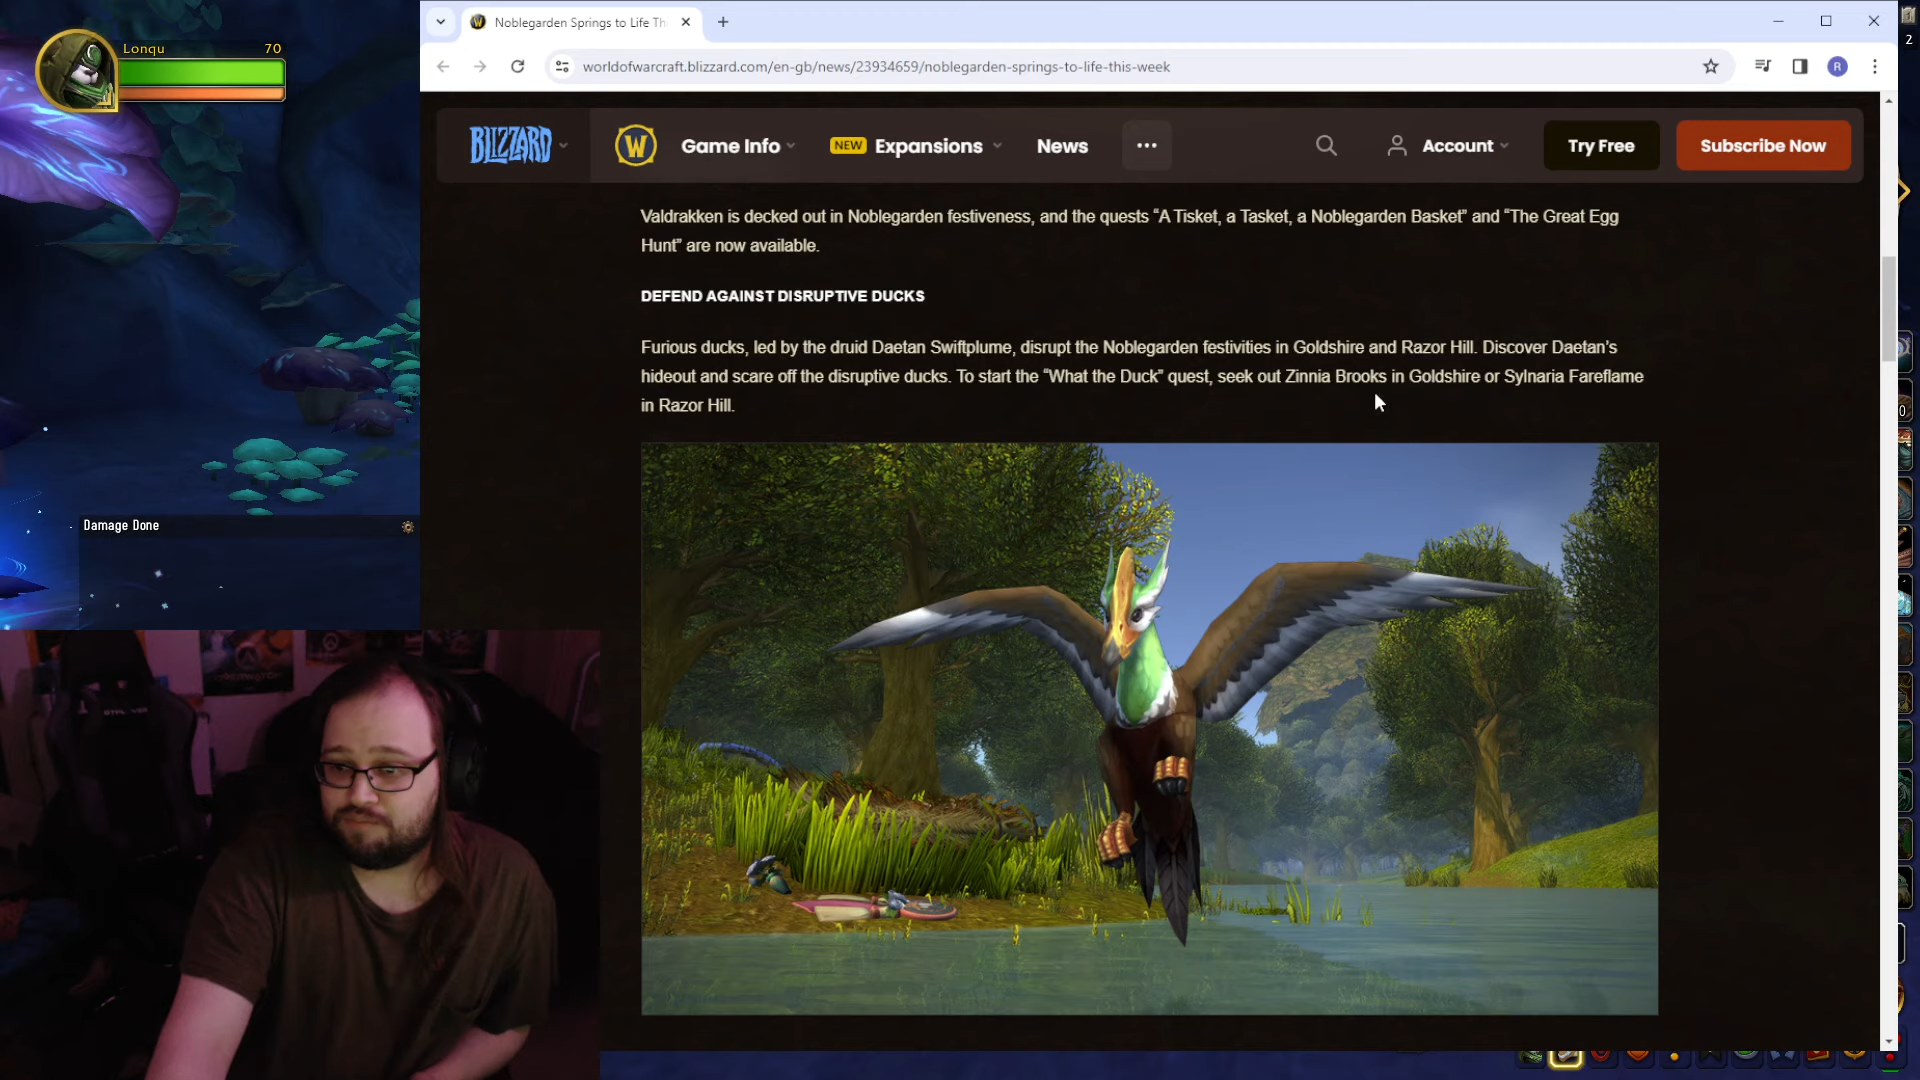 Noblegarden Springs to Life Thi
Lonqu 70
worldofwarcraft.blizzard.com/en-gb/news/23934659/noblegarden-springs-to-life-this-week
R
2
BLIZZARD
W
Game Info
NEW Expansions
News
Account
Try Free
Subscribe Now
Valdrakken is decked out in Noblegarden festiveness, and the quests “A Tisket, a Tasket, a Noblegarden Basket” and “The Great Egg
Hunt” are now available.
DEFEND AGAINST DISRUPTIVE DUCKS
Furious ducks, led by the druid Daetan Swiftplume, disrupt the Noblegarden festivities in Goldshire and Razor Hill. Discover Daetan’s
hideout and scare off the disruptive ducks. To start the “What the Duck” quest, seek out Zinnia Brooks in Goldshire or Sylnaria Fareflame
in Razor Hill.
0
Damage Done